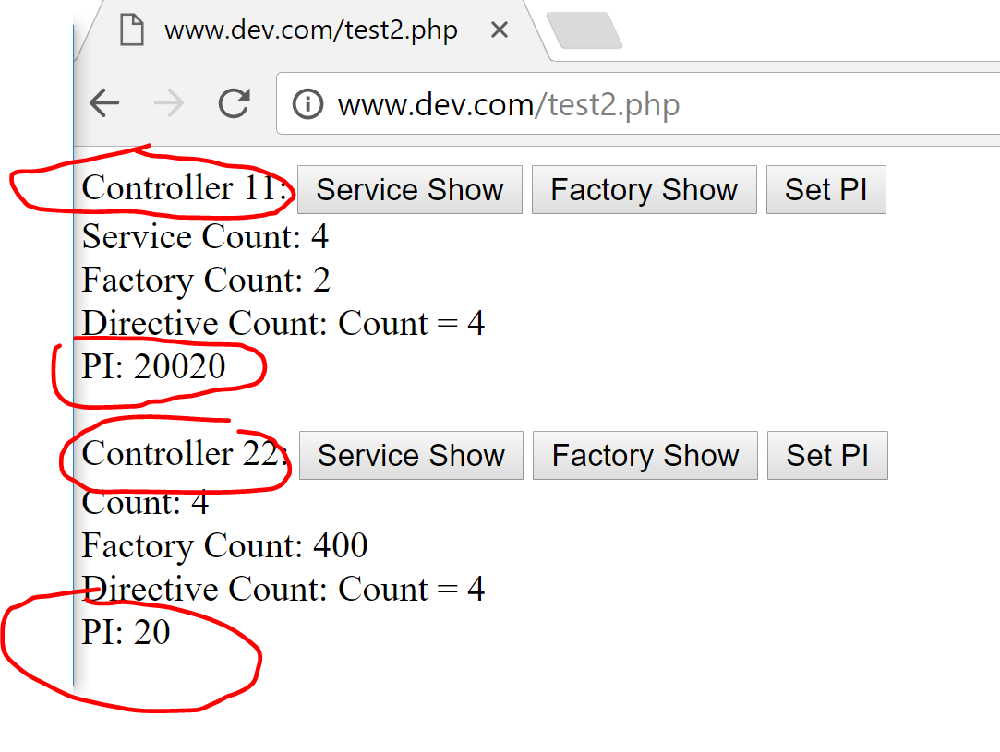 www.dev.com/test2.php
www.dev.com/test2.php
Controller 11: Service Show Factory Show Set PI
Service Count: 4
Factory Count: 2
Directive Count: Count = 4
PI: 20020
Controller 22: Service Show Factory Show Set PI
Count: 4
Factory Count: 400
Directive Count: Count = 4
PI: 20